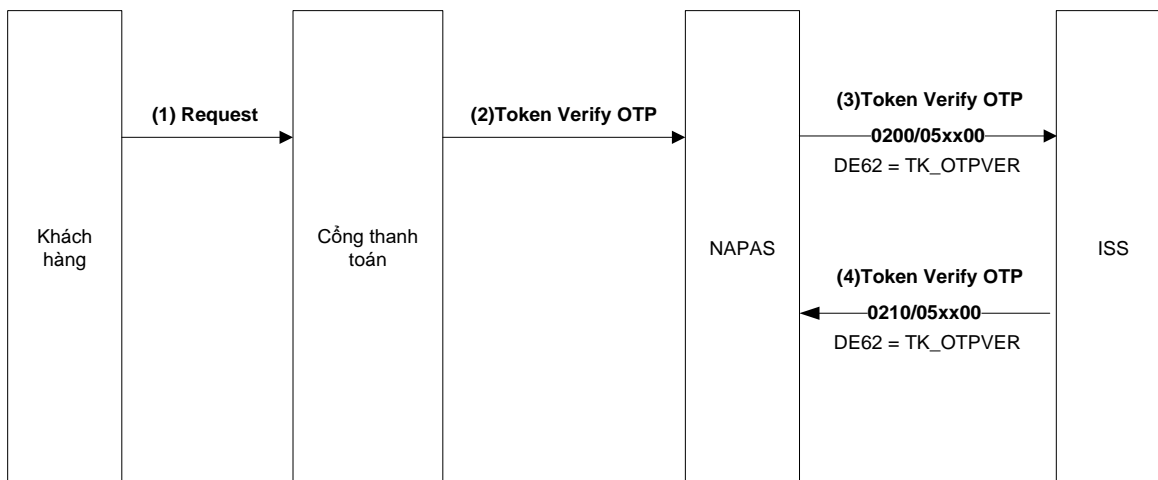 (1) Request
(2)Token Verify OTP
(3)Token Verify OTP
0200/05xx00
DE62 = TK_OTPVER
Khách
hàng
Cổng thanh
toán
NAPAS
ISS
(4)Token Verify OTP
0210/05xx00
DE62 = TK_OTPVER